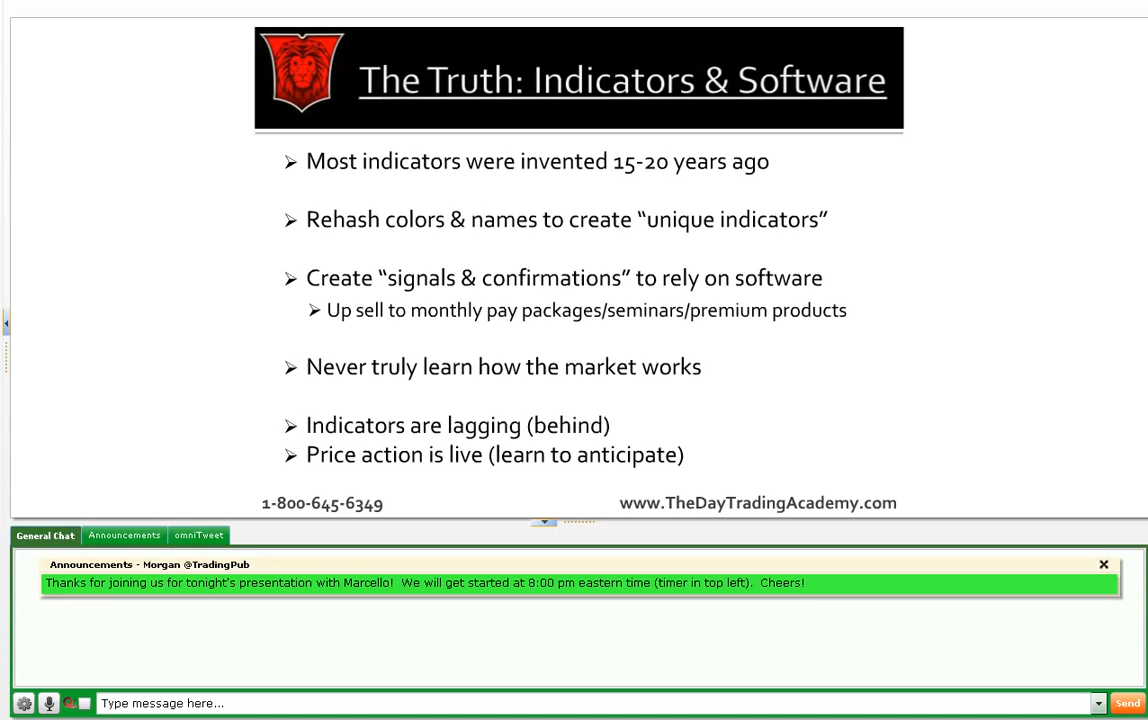 The Truth: Indicators & Software
Most indicators were invented 15-20 years ago
Rehash colors & names to create “unique indicators”
Create “signals & confirmations” to rely on software
Up sell to monthly pay packages/seminars/premium products
Never truly learn how the market works
Indicators are lagging (behind)
Price action is live (learn to anticipate)
1-800-645-6349 www.TheDayTradingAcademy.com
General Chat Announcements omniTweet
Announcements - Morgan @TradingPub
Thanks for joining us for tonight's presentation with Marcello! We will get started at 8:00 pm eastern time (timer in top left). Cheers!
Type message here... Send